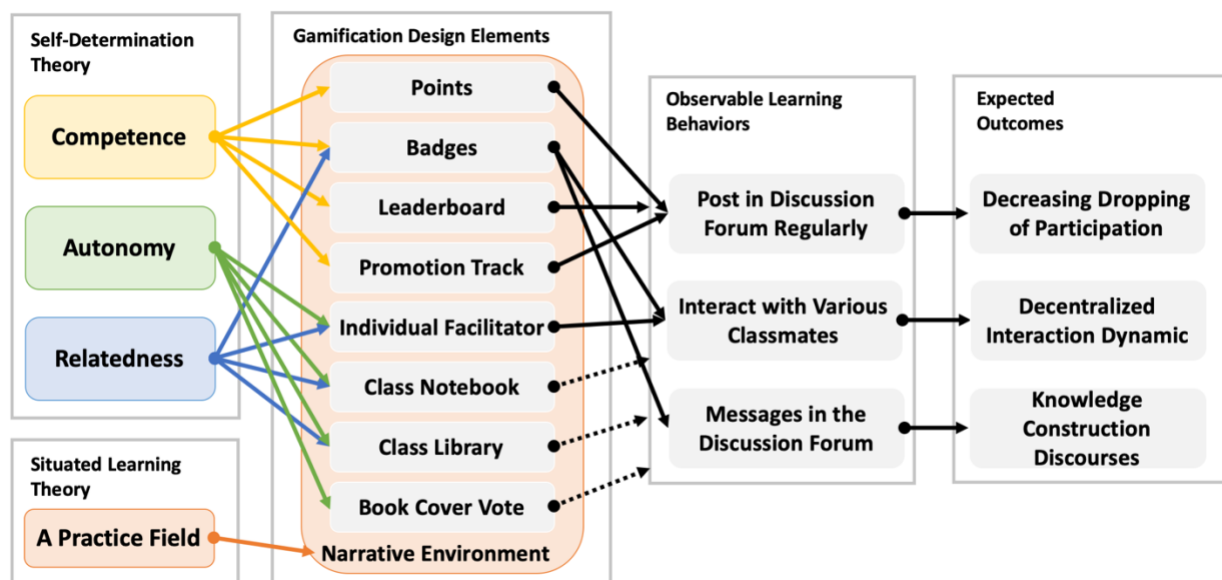 Self-Determination
Theory
Competence
Autonomy
Relatedness
Situated Learning
Theory
A Practice Field
Gamification Design Elements
Points
Badges
Leaderboard
Promotion Track
Individual Facilitator
Class Notebook
Class Library
Book Cover Vote
Narrative Environment
Observable Learning
Behaviors
Post in Discussion
Forum Regularly
Interact with Various
Classmates
Messages in the
Discussion Forum
Expected
Outcomes
Decreasing Dropping
of Participation
Decentralized
Interaction Dynamic
Knowledge
Construction
Discourses